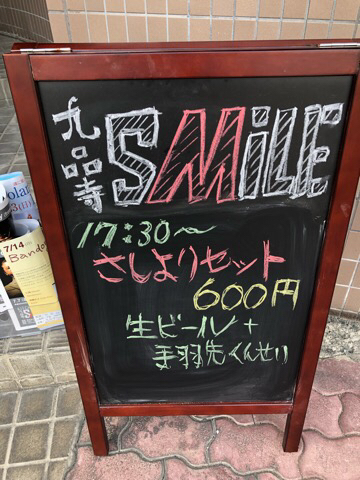 九品寺 SMiLE
17:30～
さしよりセット
600円
生ビール+
手羽先くんせい
7/14
Bando